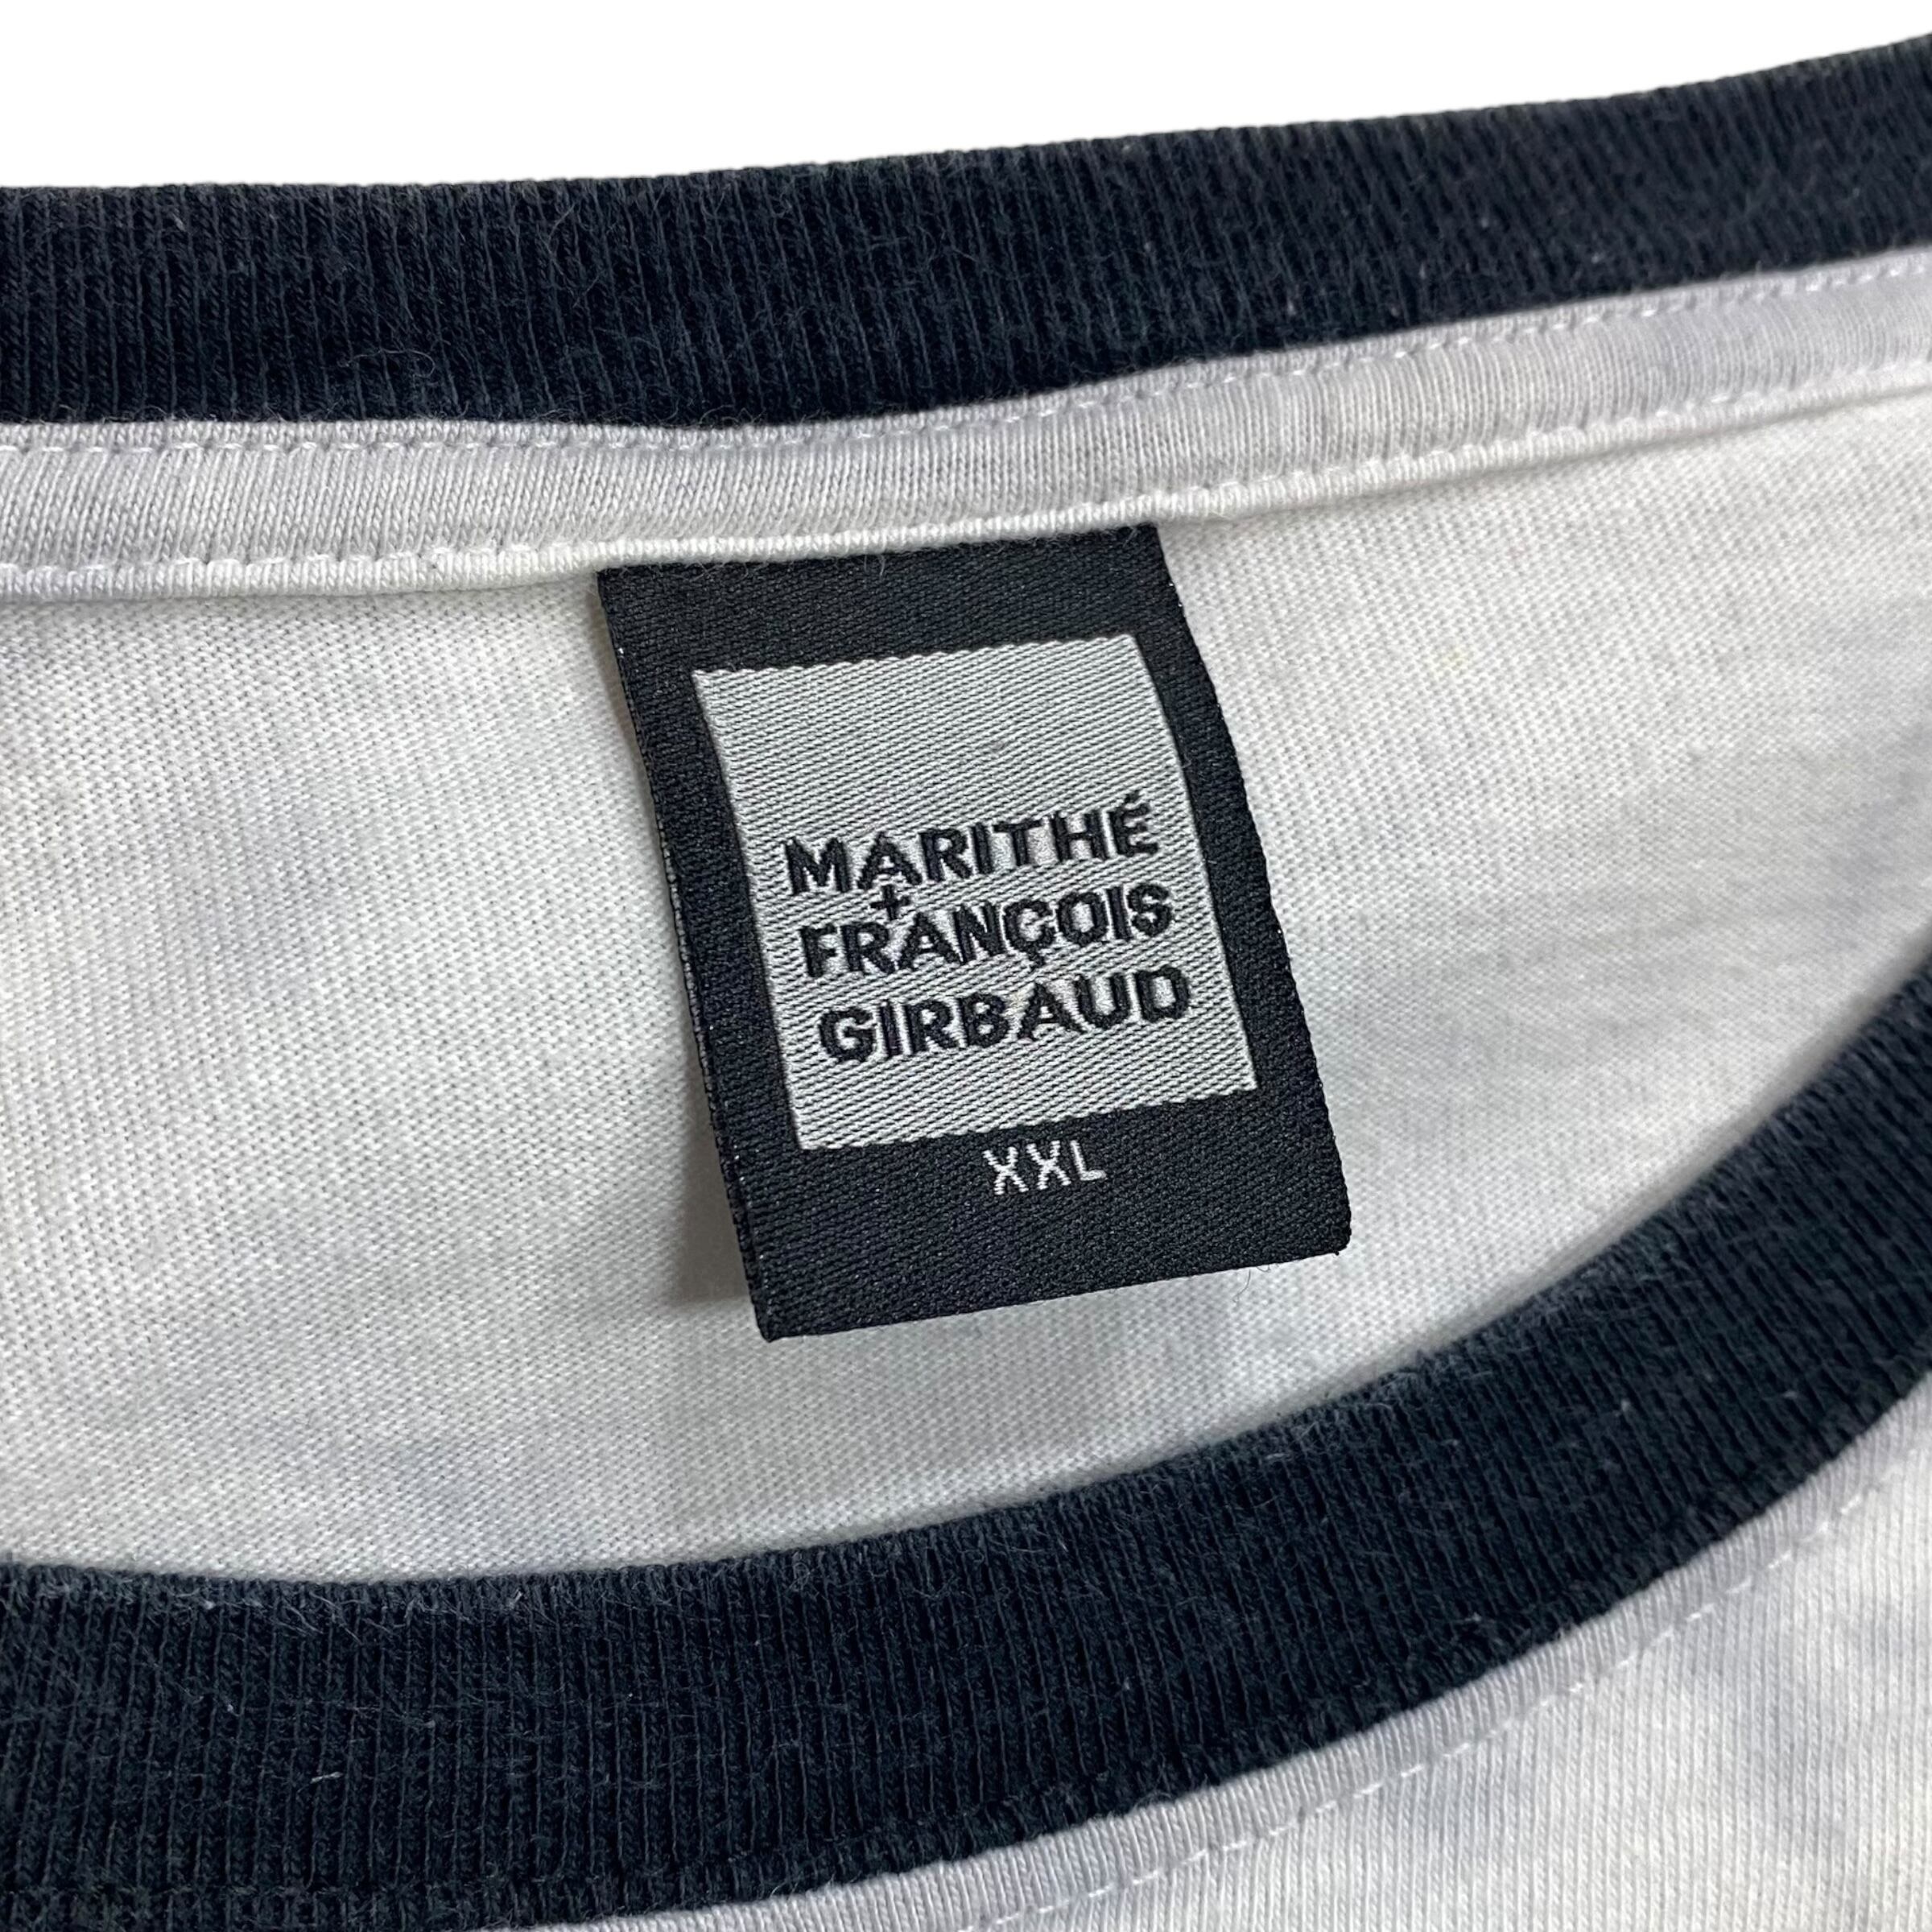 MARITHÉ
+
FRANÇOIS
GIRBAUD
XXL